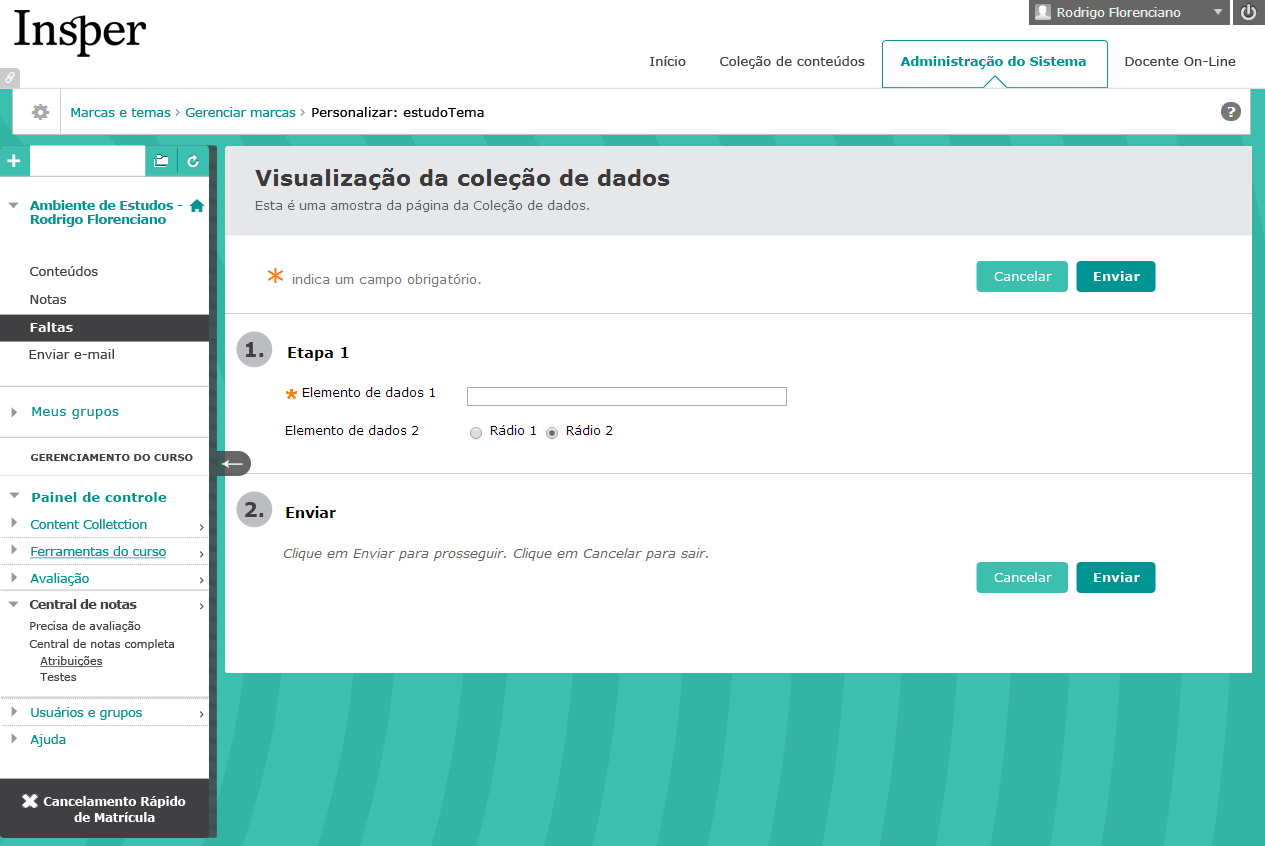 Insper
Rodrigo Florenciano
Início
Coleção de conteúdos
Administração do Sistema
Docente On-Line
Marcas e temas › Gerenciar marcas › Personalizar: estudoTema
?
+
Ambiente de Estudos -
Rodrigo Florenciano
Conteúdos
Notas
Faltas
Enviar e-mail
Meus grupos
GERENCIAMENTO DO CURSO
Painel de controle
Content Colletction ›
Ferramentas do curso ›
Avaliação ›
Central de notas ›
Precisa de avaliação
Central de notas completa
Atribuições
Testes
Usuários e grupos ›
Ajuda
Cancelamento Rápido
de Matrícula
Visualização da coleção de dados
Esta é uma amostra da página da Coleção de dados.
* indica um campo obrigatório.
Cancelar Enviar
1. Etapa 1
* Elemento de dados 1
Elemento de dados 2 Rádio 1 Rádio 2
2. Enviar
Clique em Enviar para prosseguir. Clique em Cancelar para sair.
Cancelar Enviar